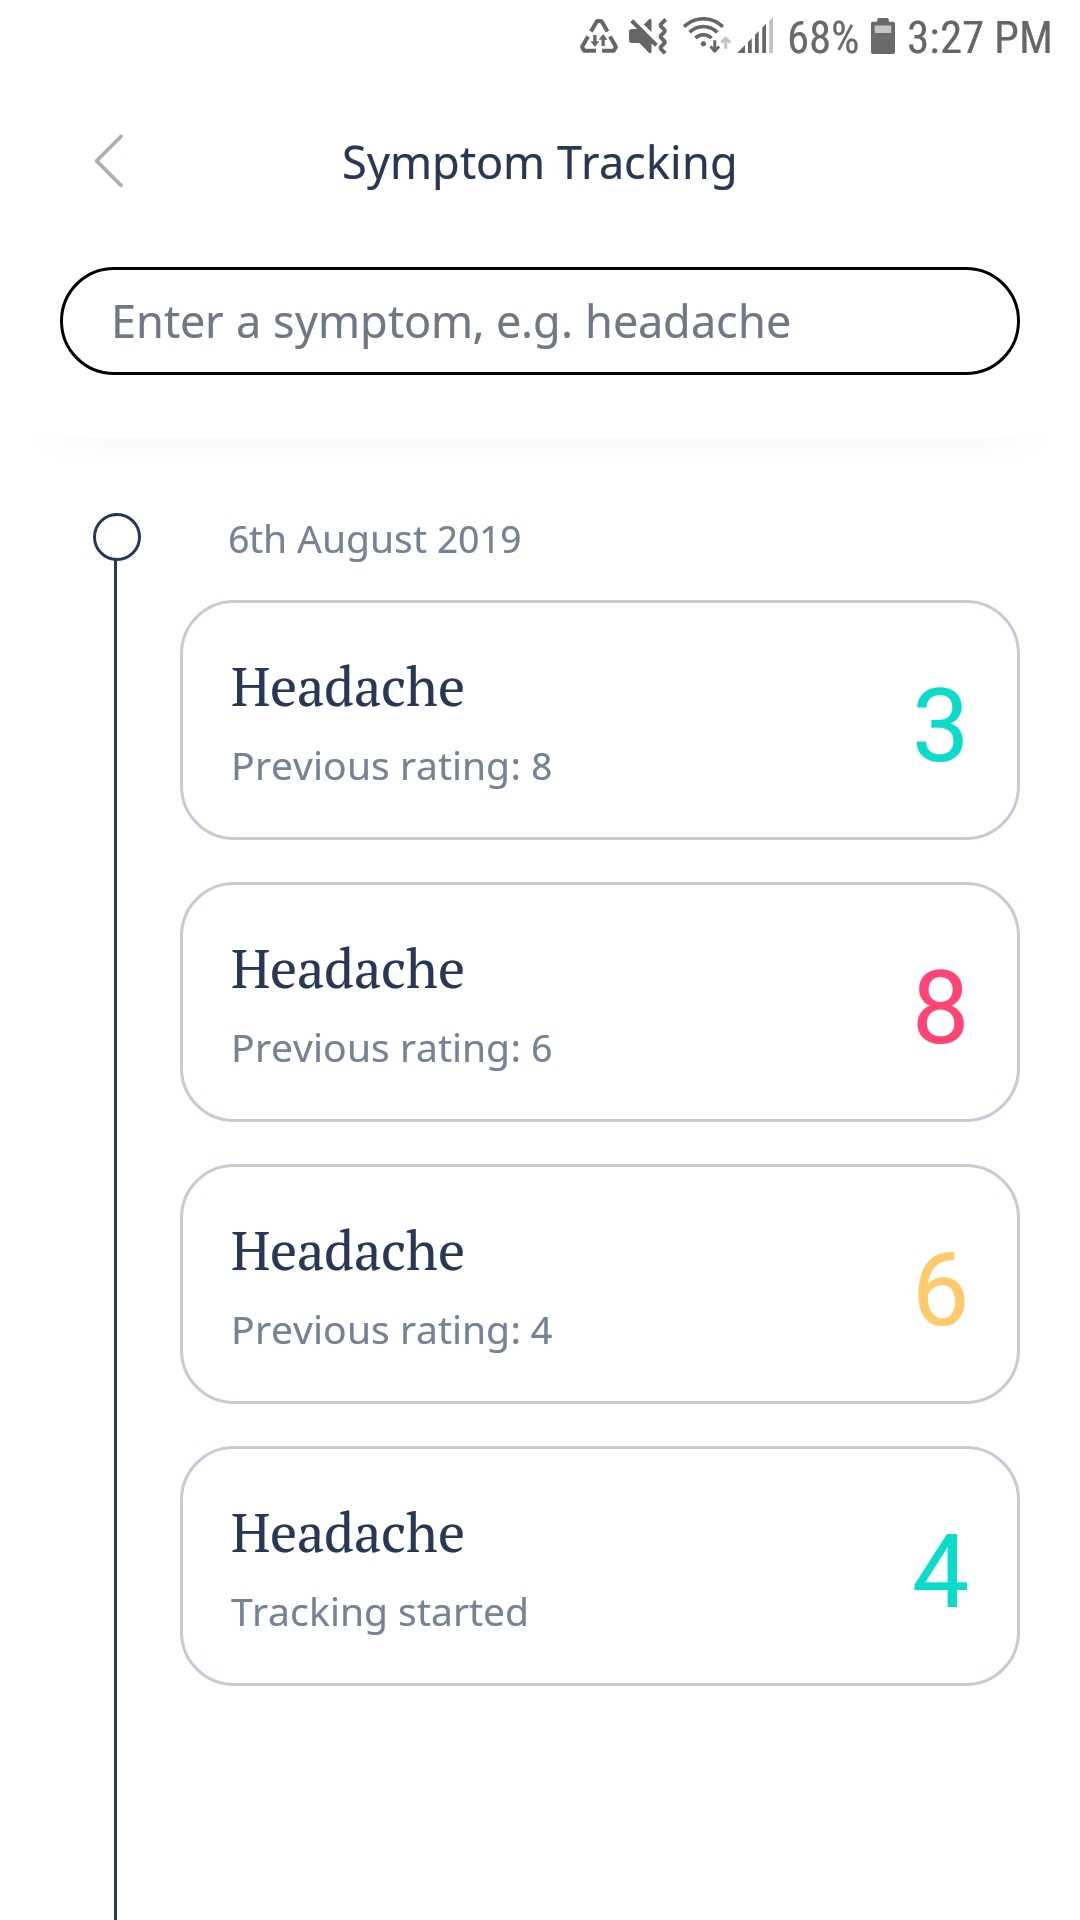 68% 3:27 PM
Symptom Tracking
Enter a symptom, e.g. headache
6th August 2019
Headache
Previous rating: 8
3
Headache
Previous rating: 6
8
Headache
Previous rating: 4
6
Headache
Tracking started
4